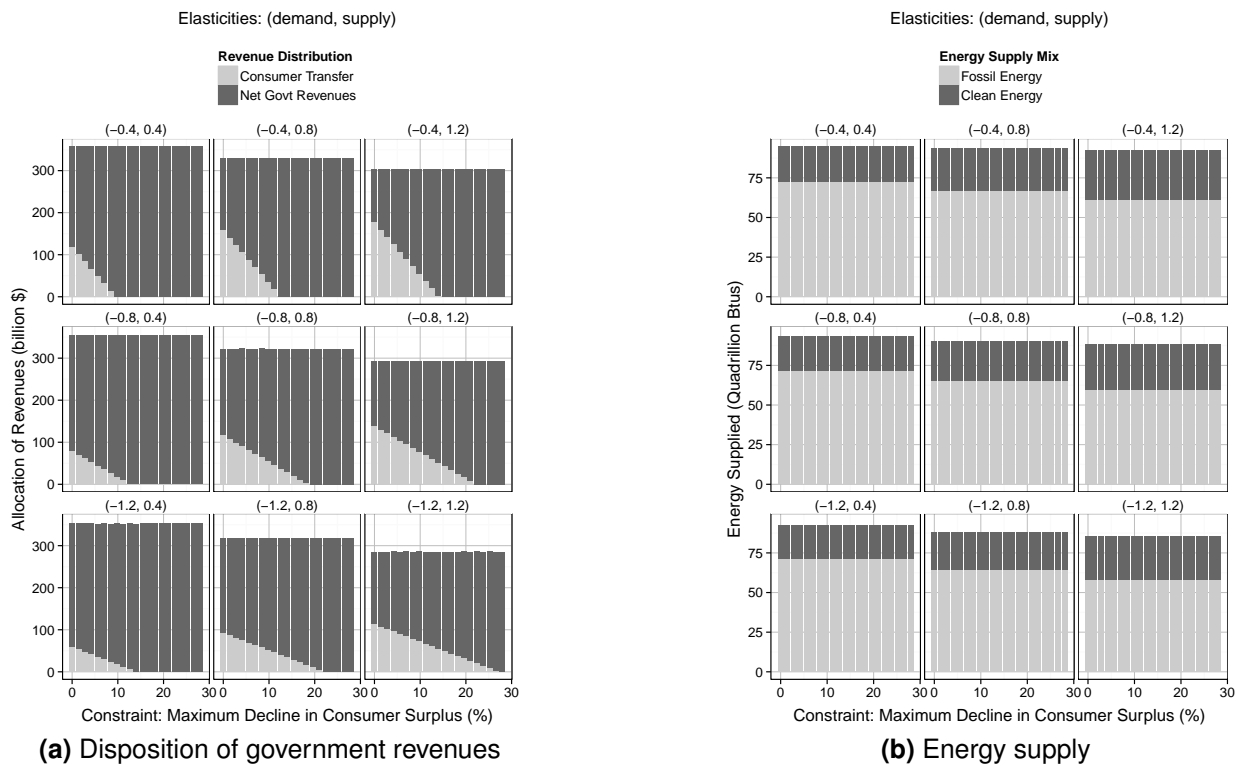 Elasticities: (demand, supply)
Revenue Distribution
Consumer Transfer
Net Govt Revenues
(−0.4, 0.4) (−0.4, 0.8) (−0.4, 1.2)
300
200
100
0
(−0.8, 0.4) (−0.8, 0.8) (−0.8, 1.2)
300
200
100
0
(−1.2, 0.4) (−1.2, 0.8) (−1.2, 1.2)
300
200
100
0
0 10 20 30 0 10 20 30 0 10 20 30
Allocation of Revenues (billion $)
Constraint: Maximum Decline in Consumer Surplus (%)
(a) Disposition of government revenues
Elasticities: (demand, supply)
Energy Supply Mix
Fossil Energy
Clean Energy
(−0.4, 0.4) (−0.4, 0.8) (−0.4, 1.2)
75
50
25
0
(−0.8, 0.4) (−0.8, 0.8) (−0.8, 1.2)
75
50
25
0
(−1.2, 0.4) (−1.2, 0.8) (−1.2, 1.2)
75
50
25
0
0 10 20 30 0 10 20 30 0 10 20 30
Energy Supplied (Quadrillion Btus)
Constraint: Maximum Decline in Consumer Surplus (%)
(b) Energy supply